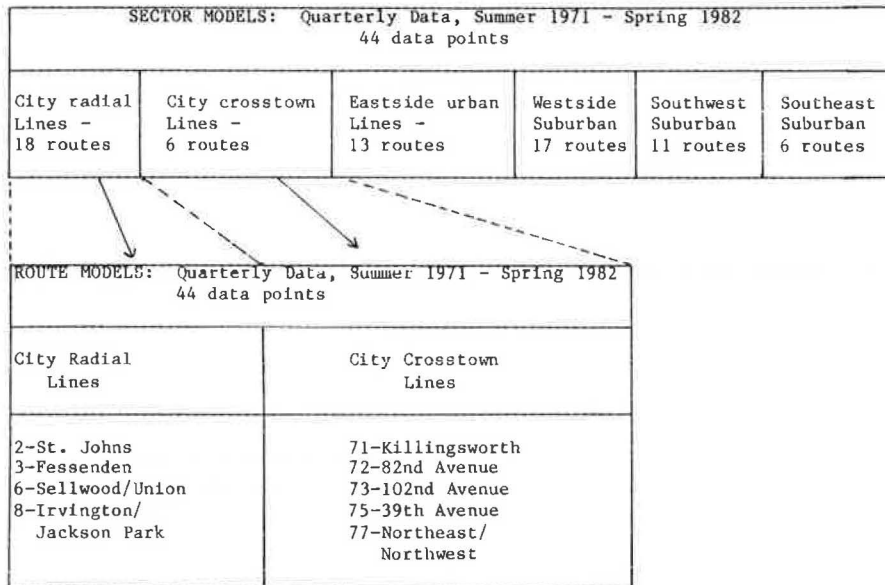 SECTOR MODELS: Quarterly Data, Summer 1971 - Spring 1982
44 data points
City radial
Lines -
18 routes
City crosstown
Lines -
6 routes
Eastside urban
Lines -
13 routes
Westside
Suburban
17 routes
Southwest
Suburban
11 routes
Southeast
Suburban
6 routes
ROUTE MODELS: Quarterly Data, Summer 1971 - Spring 1982
44 data points
City Radial
Lines
City Crosstown
Lines
2-St. Johns
3-Fessenden
6-Sellwood/Union
8-Irvington/
Jackson Park
71-Killingsworth
72-82nd Avenue
73-102nd Avenue
75-39th Avenue
77-Northeast/
Northwest